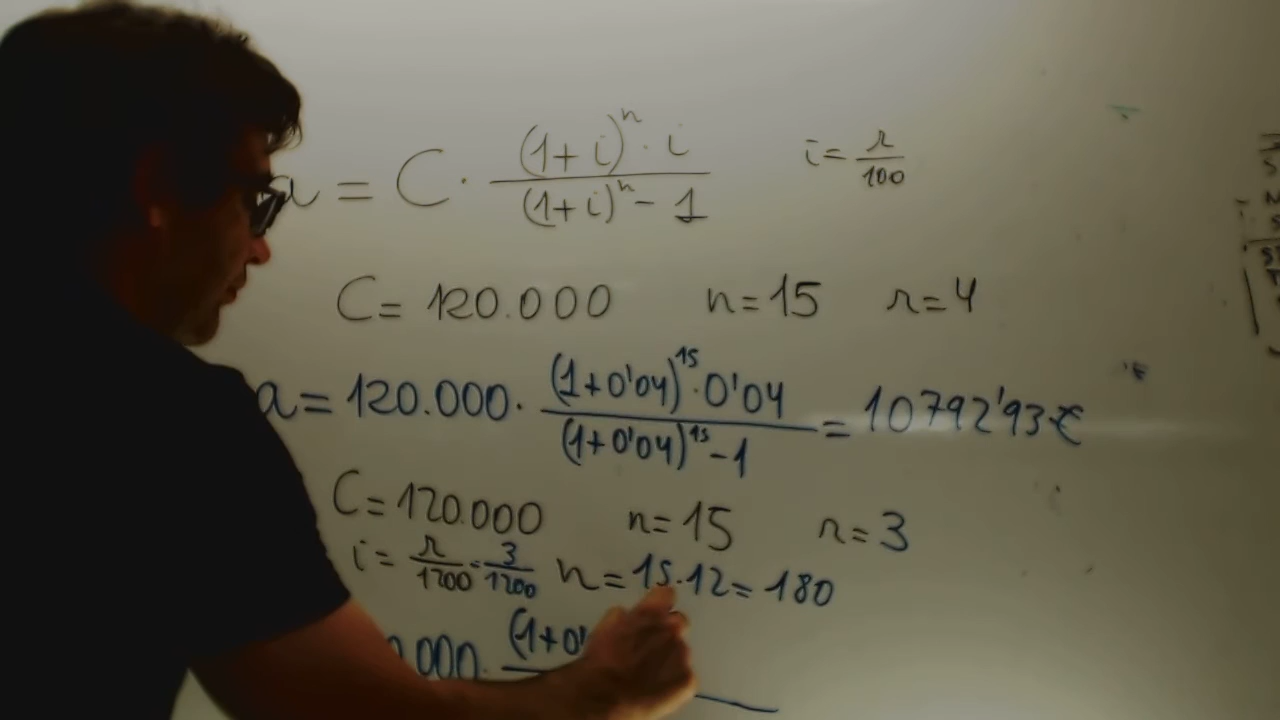 a = C · (1+i)^n · i / (1+i)^n - 1 i = r/100
C = 120.000 n = 15 r = 4
a = 120.000 · (1+0'04)^15 · 0'04 / (1+0'04)^15 - 1 = 10792'93 €
C = 120.000 n = 15 r = 3
i = r/1200 = 3/1200 n = 15·12 = 180
0.000 · (1+0'